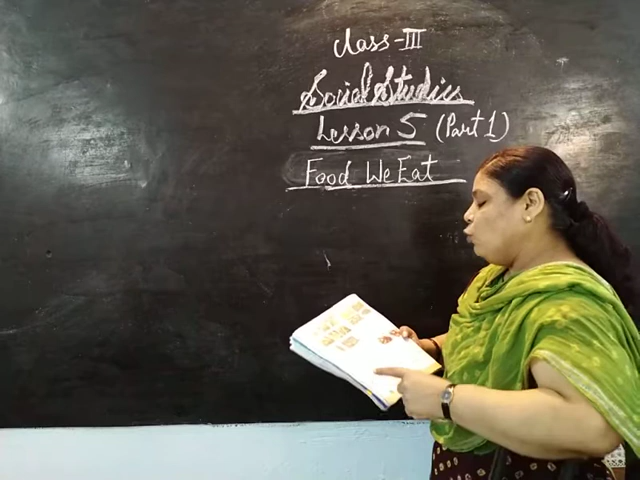 Class-III
Social Studies
Lesson 5 (Part 1)
Food We Eat